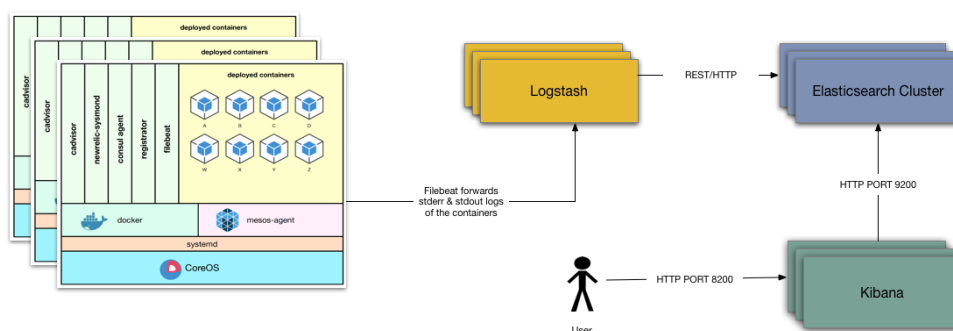 deployed containers
deployed containers
deployed containers
cadvisor
cadvisor
cadvisor
newrelic-sysmond
consul agent
registrator
filebeat
A
B
C
D
W
X
Y
Z
docker
mesos-agent
systemd
CoreOS
Filebeat forwards
stderr & stdout logs
of the containers
Logstash
REST/HTTP
Elasticsearch Cluster
HTTP PORT 9200
HTTP PORT 8200
Kibana
User